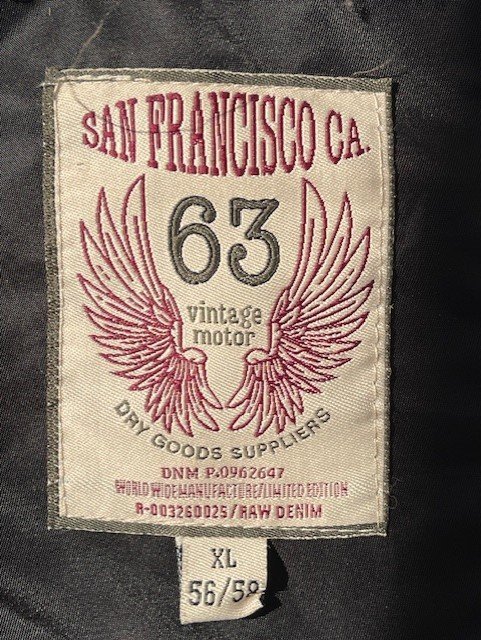 SAN FRANCISCO CA.
63
vintage
motor
DRY GOODS SUPPLIERS
DNM P.0962647
WORLD WIDE MANUFACTURE/LIMITED EDITION
R-003260025/RAW DENIM
XL
56/58